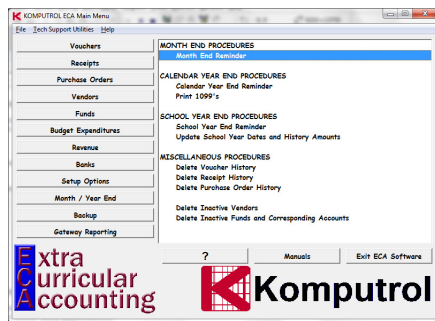 KOMPUTROL ECA Main Menu
File Tech Support Utilities Help
Vouchers
Receipts
Purchase Orders
Vendors
Funds
Budget Expenditures
Revenue
Banks
Setup Options
Month / Year End
Backup
Gateway Reporting
MONTH END PROCEDURES
Month End Reminder
CALENDAR YEAR END PROCEDURES
Calendar Year End Reminder
Print 1099's
SCHOOL YEAR END PROCEDURES
School Year End Reminder
Update School Year Dates and History Amounts
MISCELLANEOUS PROCEDURES
Delete Voucher History
Delete Receipt History
Delete Purchase Order History
Delete Inactive Vendors
Delete Inactive Funds and Corresponding Accounts
? Manuals Exit ECA Software
Extra
Curricular
Accounting
K Komputrol